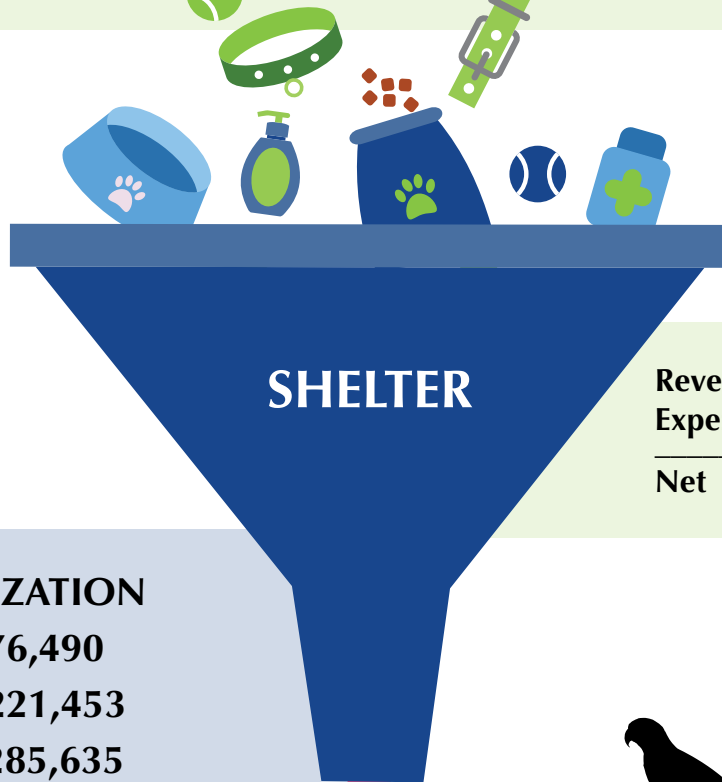 SHELTER
Reve
Expe
Net
ZATION
76,490
221,453
285,635